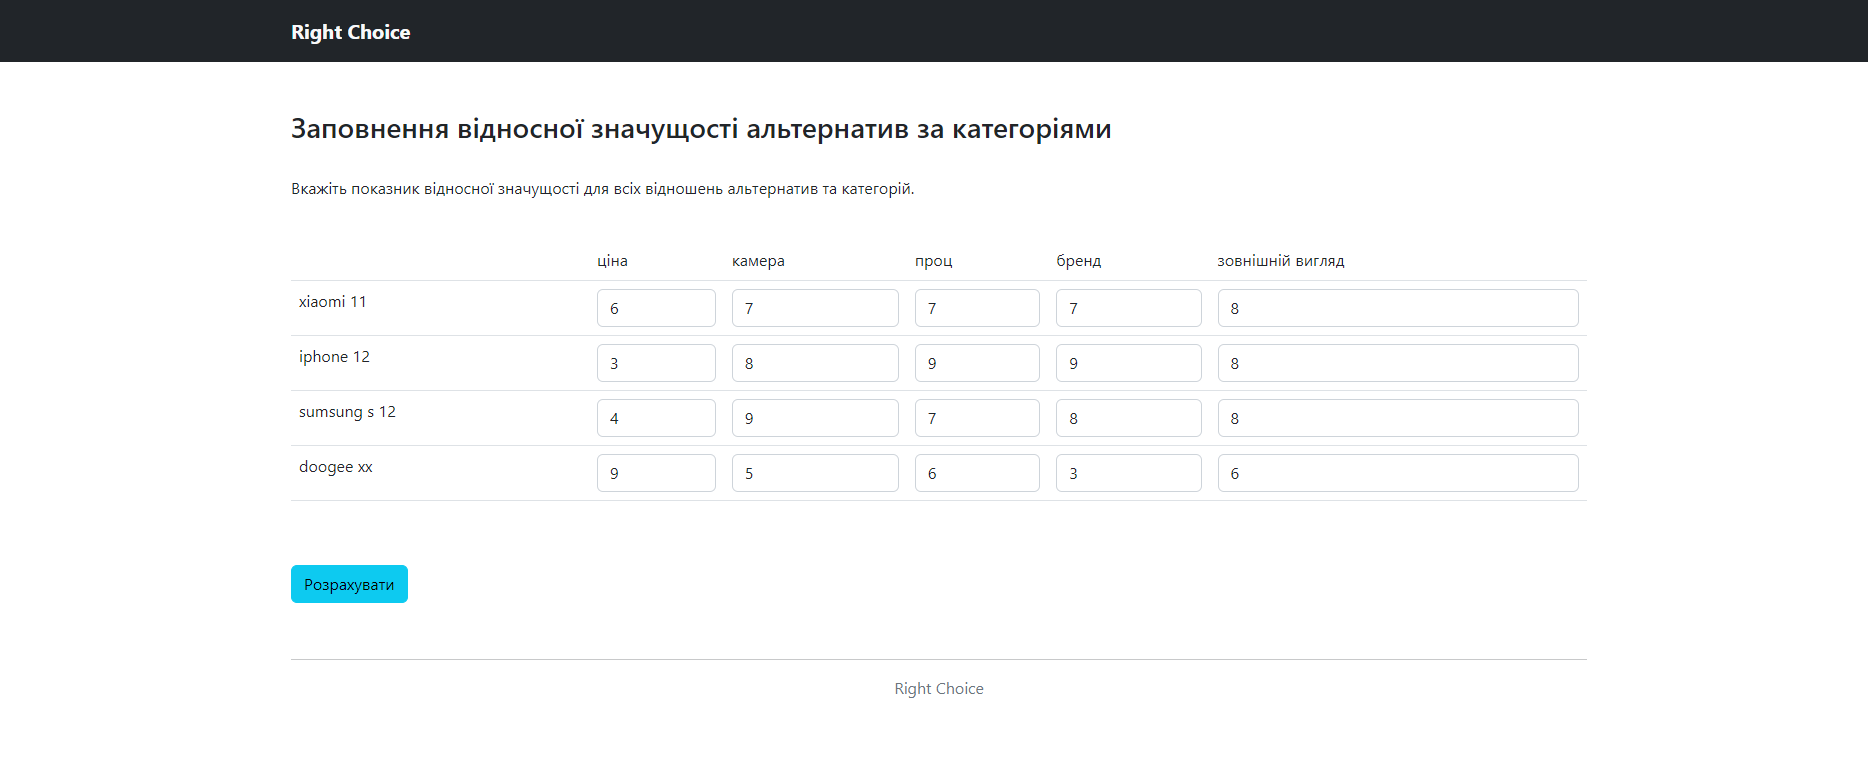 Right Choice
Заповнення відносної значущості альтернатив за категоріями
Вкажіть показник відносної значущості для всіх відношень альтернатив та категорій.
ціна камера проц бренд зовнішній вигляд
xiaomi 11 6 7 7 7 8
iphone 12 3 8 9 9 8
sumsung s 12 4 9 7 8 8
doogee xx 9 5 6 3 6
Розрахувати
Right Choice